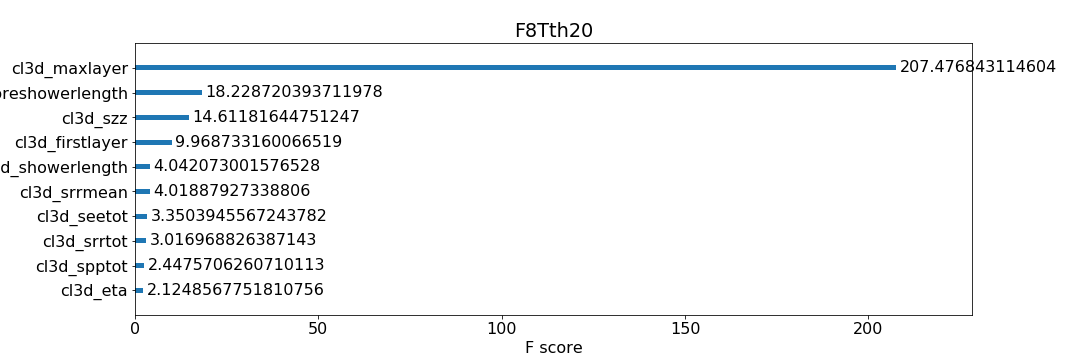 F8Tth20
cl3d_maxlayer 207.476843114604
oreshowerlength 18.228720393711978
cl3d_szz 14.61181644751247
cl3d_firstlayer 9.968733160066519
d_showerlength 4.042073001576528
cl3d_srrmean 4.01887927338806
cl3d_seetot 3.3503945567243782
cl3d_srrtot 3.016968826387143
cl3d_spptot 2.4475706260710113
cl3d_eta 2.1248567751810756
0 50 100 150 200
F score